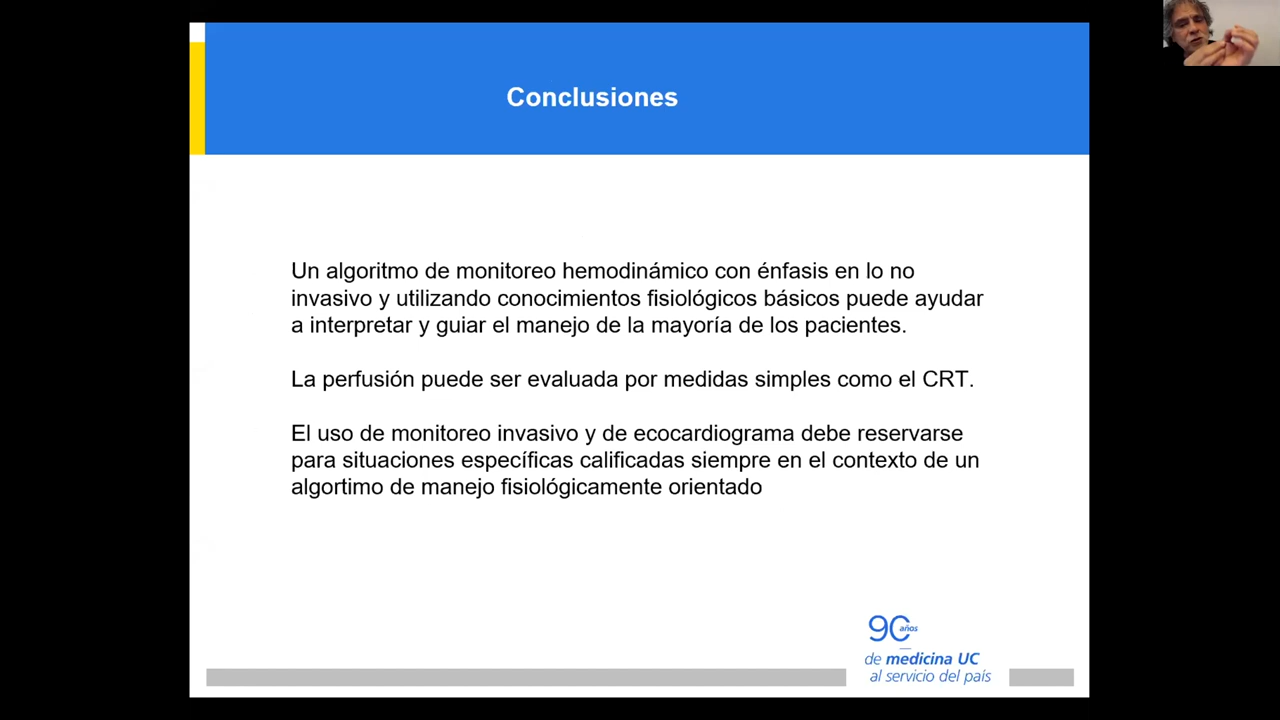 Conclusiones
Un algoritmo de monitoreo hemodinámico con énfasis en lo no
invasivo y utilizando conocimientos fisiológicos básicos puede ayudar
a interpretar y guiar el manejo de la mayoría de los pacientes.
La perfusión puede ser evaluada por medidas simples como el CRT.
El uso de monitoreo invasivo y de ecocardiograma debe reservarse
para situaciones específicas calificadas siempre en el contexto de un
algortimo de manejo fisiológicamente orientado
90 años
de medicina UC
al servicio del país